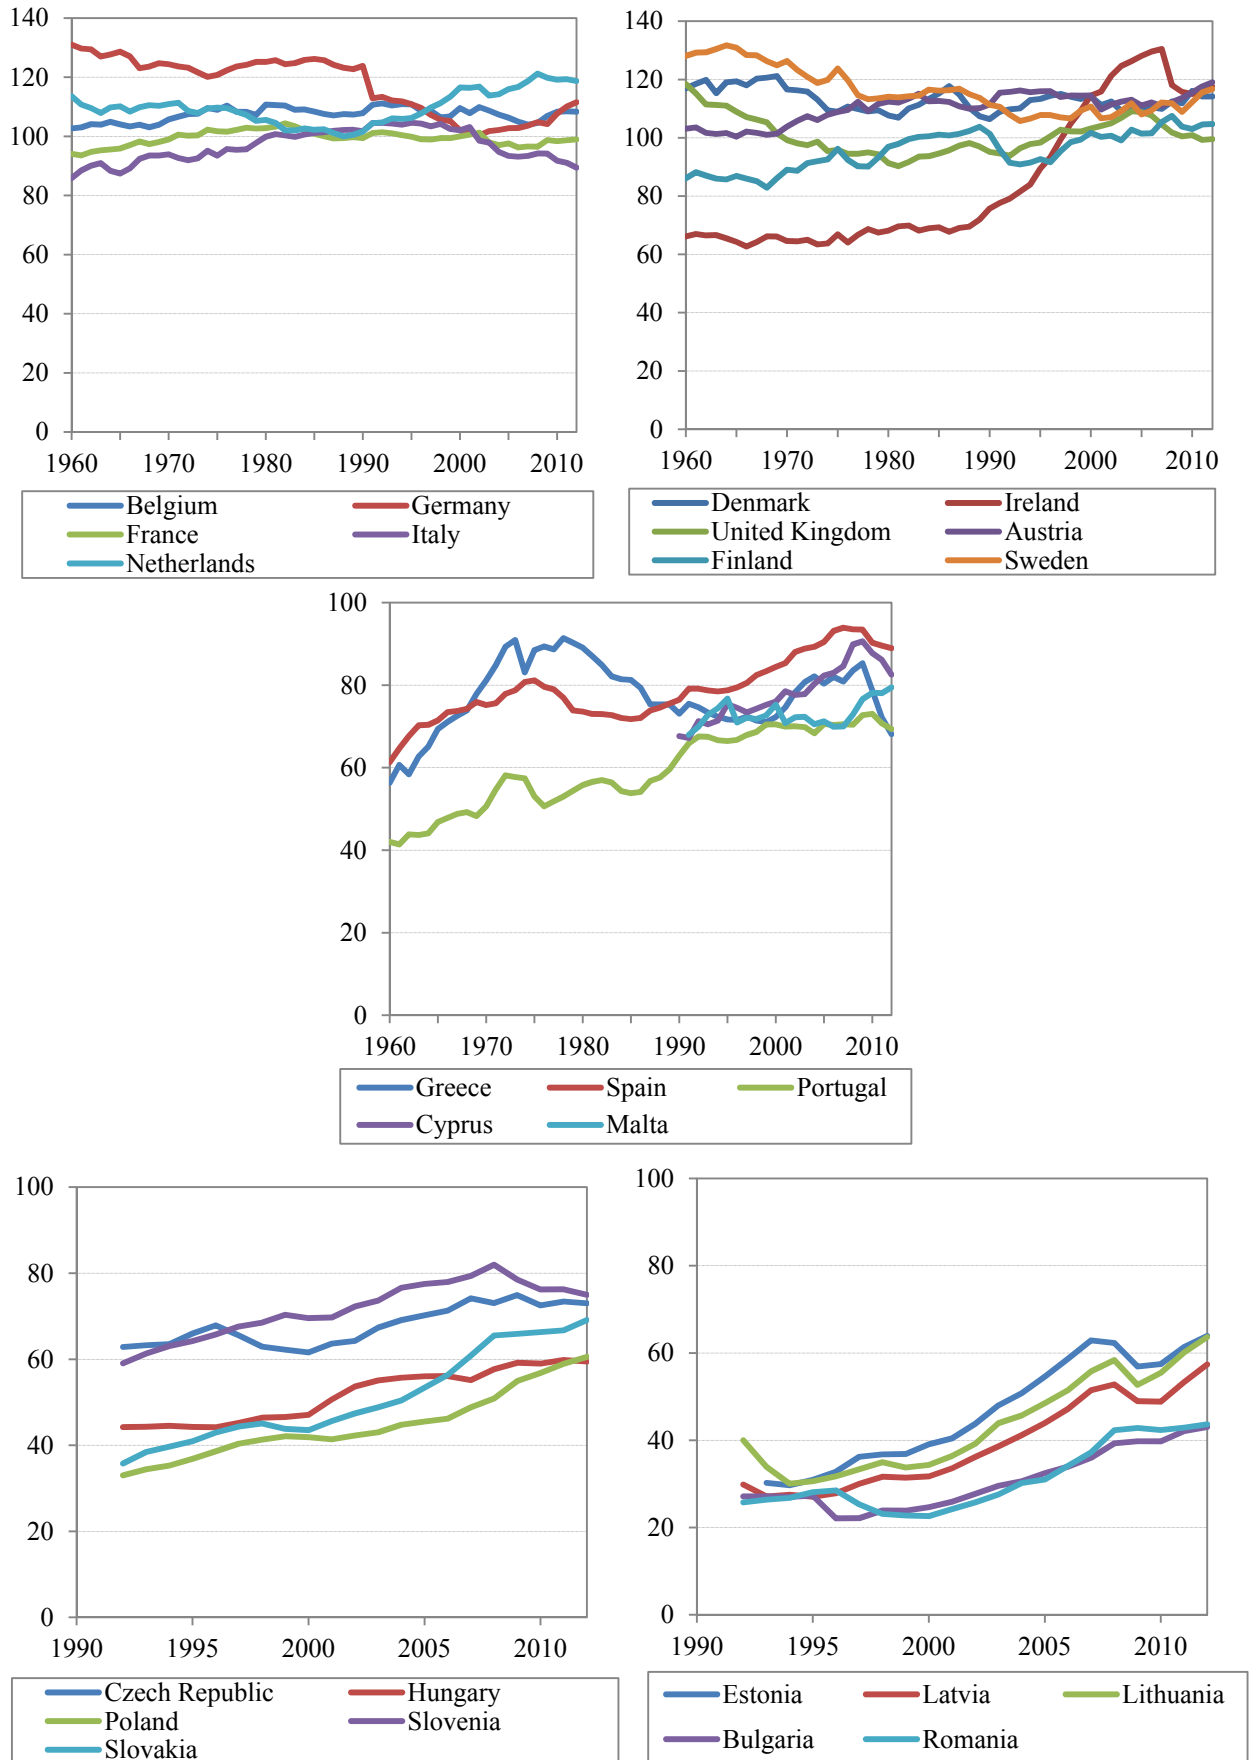 140
120
100
80
60
40
20
0
1960 1970 1980 1990 2000 2010
Belgium Germany
France Italy
Netherlands
140
120
100
80
60
40
20
0
1960 1970 1980 1990 2000 2010
Denmark Ireland
United Kingdom Austria
Finland Sweden
100
80
60
40
20
0
1960 1970 1980 1990 2000 2010
Greece Spain Portugal
Cyprus Malta
100
80
60
40
20
0
1990 1995 2000 2005 2010
Czech Republic Hungary
Poland Slovenia
Slovakia
100
80
60
40
20
0
1990 1995 2000 2005 2010
Estonia Latvia Lithuania
Bulgaria Romania